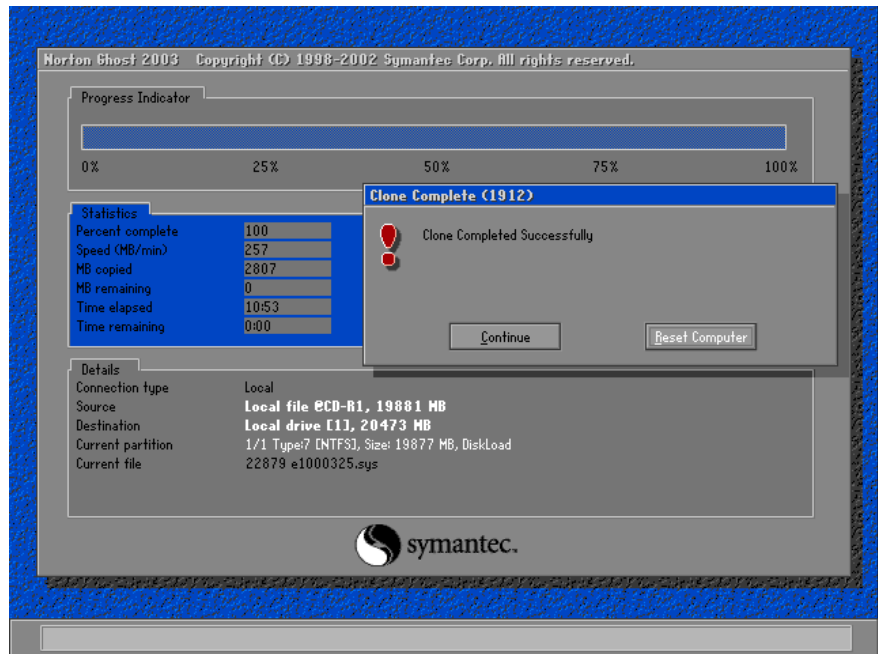 Norton Ghost 2003 Copyright (C) 1998-2002 Symantec Corp. All rights reserved.
Progress Indicator
0% 25% 50% 75% 100%
Clone Complete (1912)
Clone Completed Successfully
Continue Reset Computer
Statistics
Percent complete 100
Speed (MB/min) 257
MB copied 2807
MB remaining 0
Time elapsed 10:53
Time remaining 0:00
Details
Connection type Local
Source Local file @CD-R1, 19881 MB
Destination Local drive [1], 20473 MB
Current partition 1/1 Type:7 [NTFS], Size: 19877 MB, DiskLoad
Current file 22879 e1000325.sys
symantec.